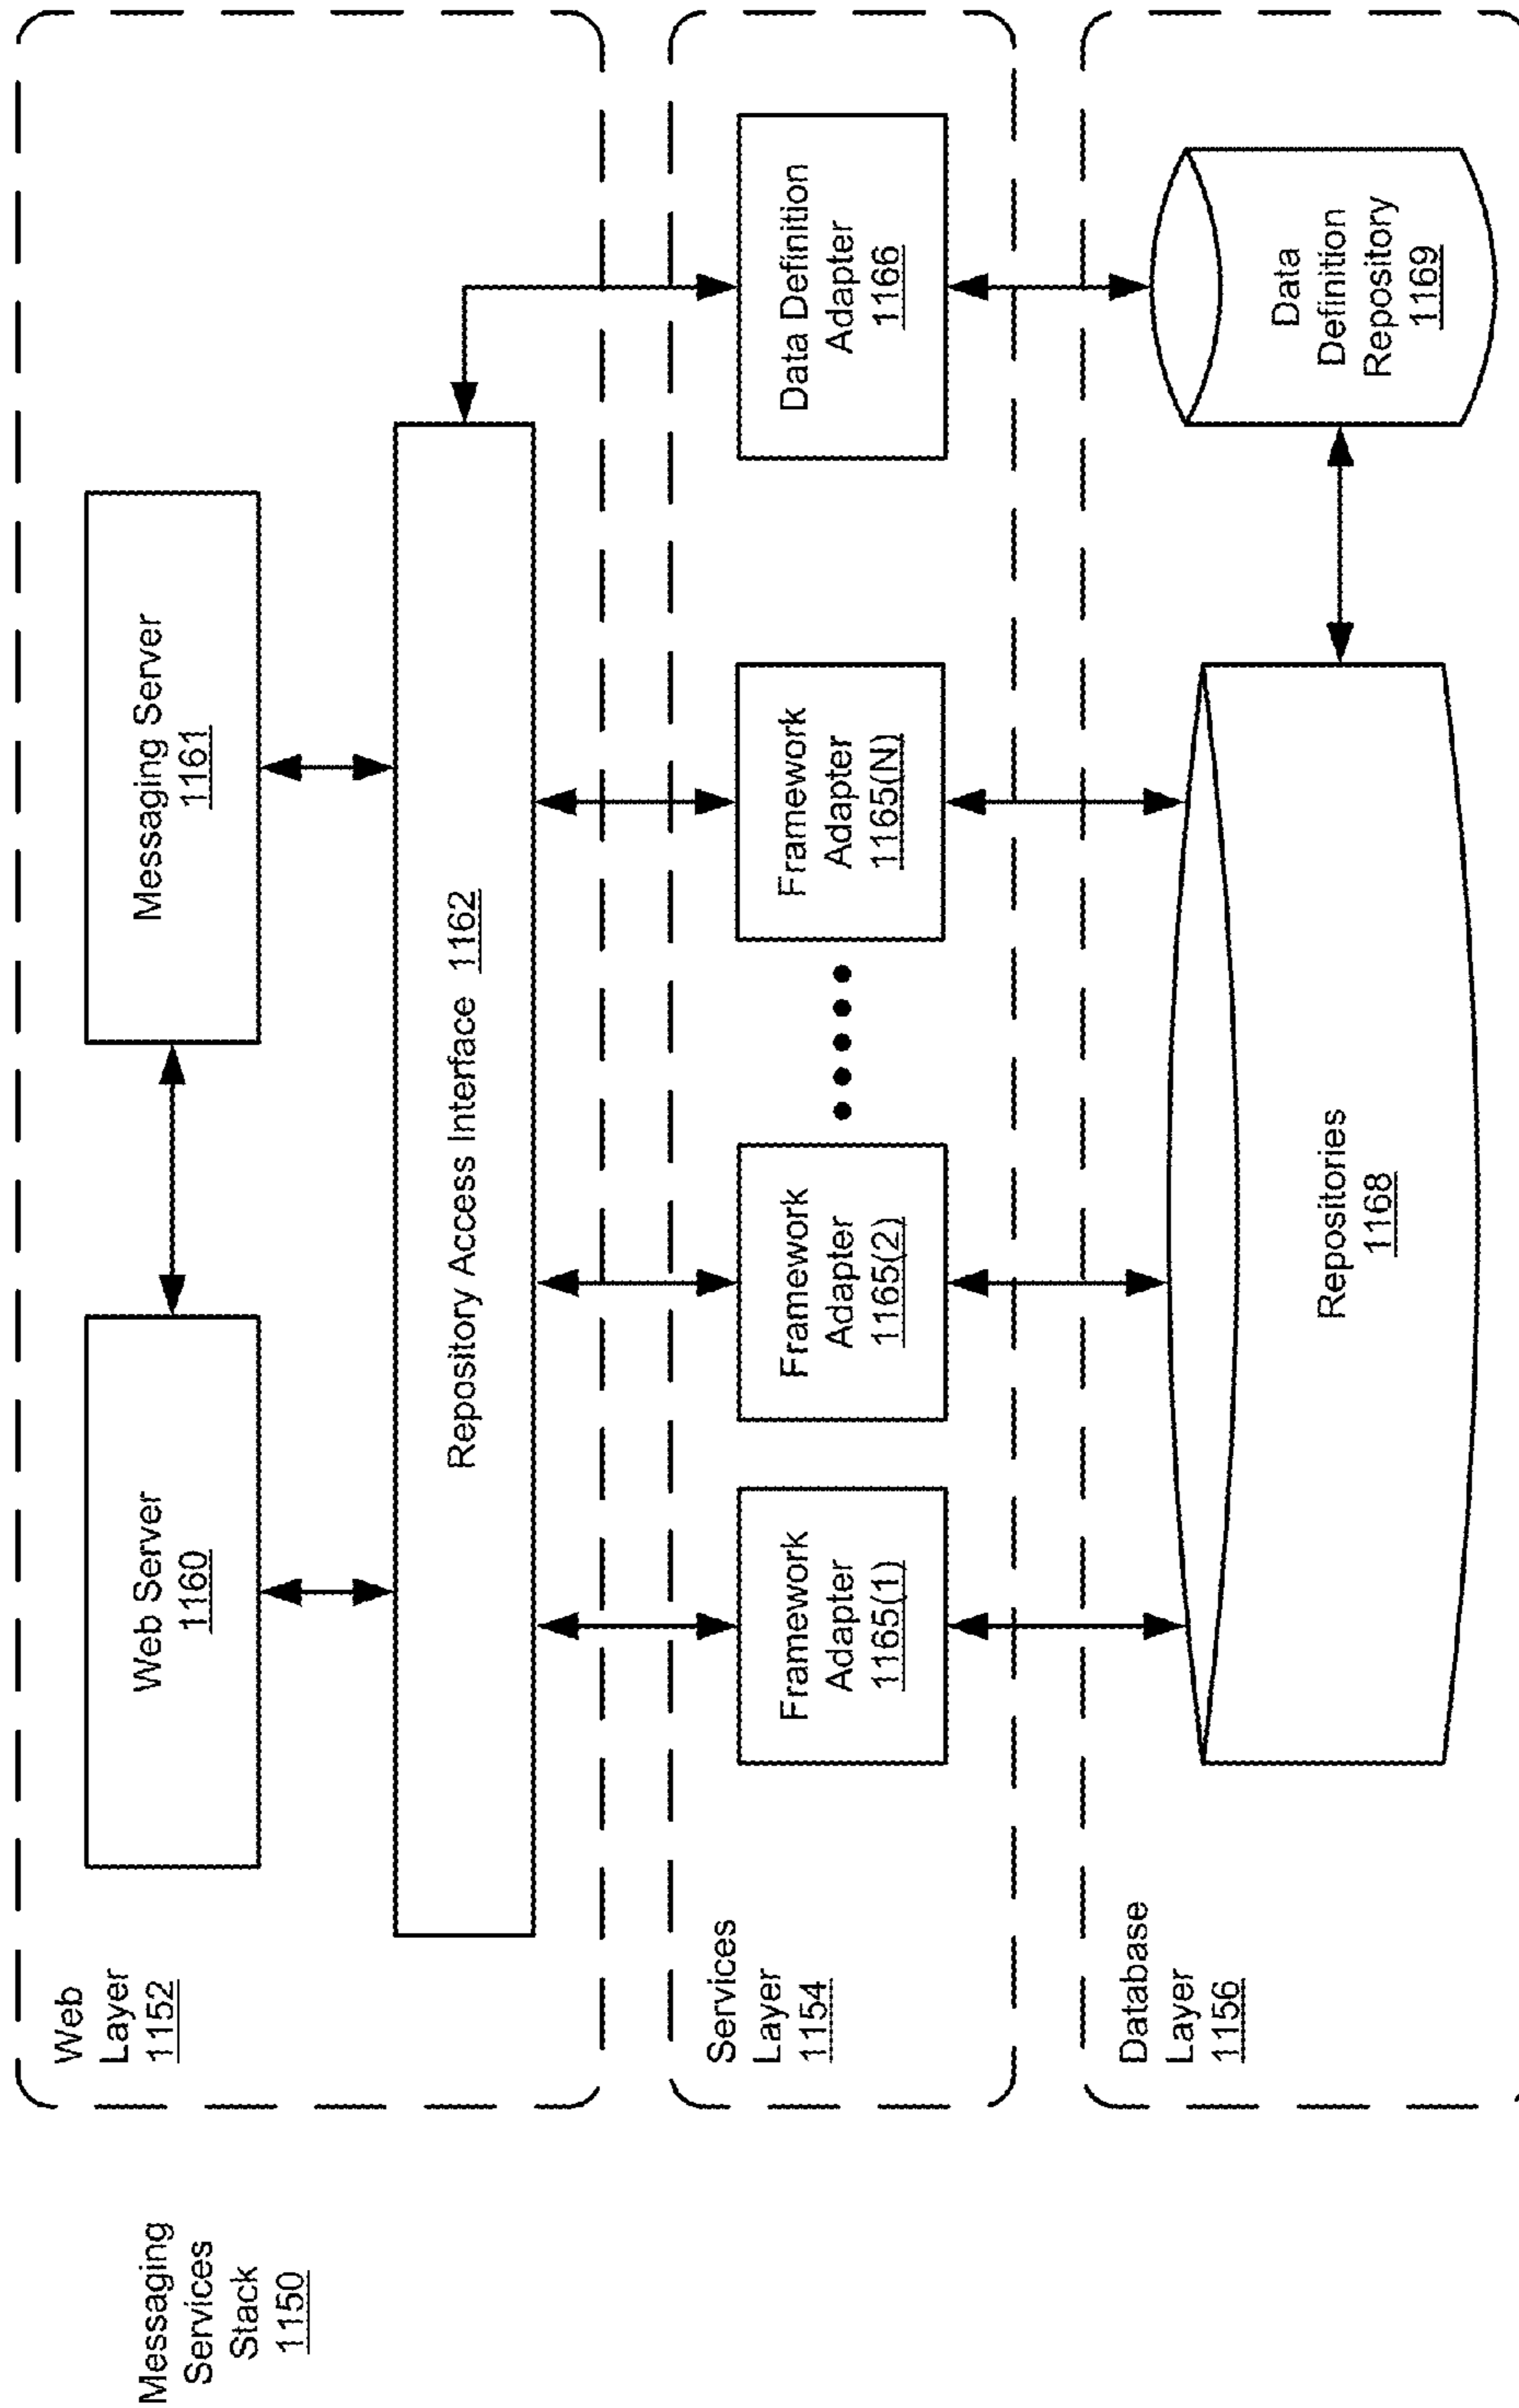 Messaging
Services
Stack
1150
Web
Layer
1152
Web Server
1160
Messaging Server
1161
Repository Access Interface 1162
Services
Layer
1154
Framework
Adapter
1165(1)
Framework
Adapter
1165(2)
Framework
Adapter
1165(N)
Data Definition
Adapter
1166
Database
Layer
1156
Repositories
1168
Data
Definition
Repository
1169